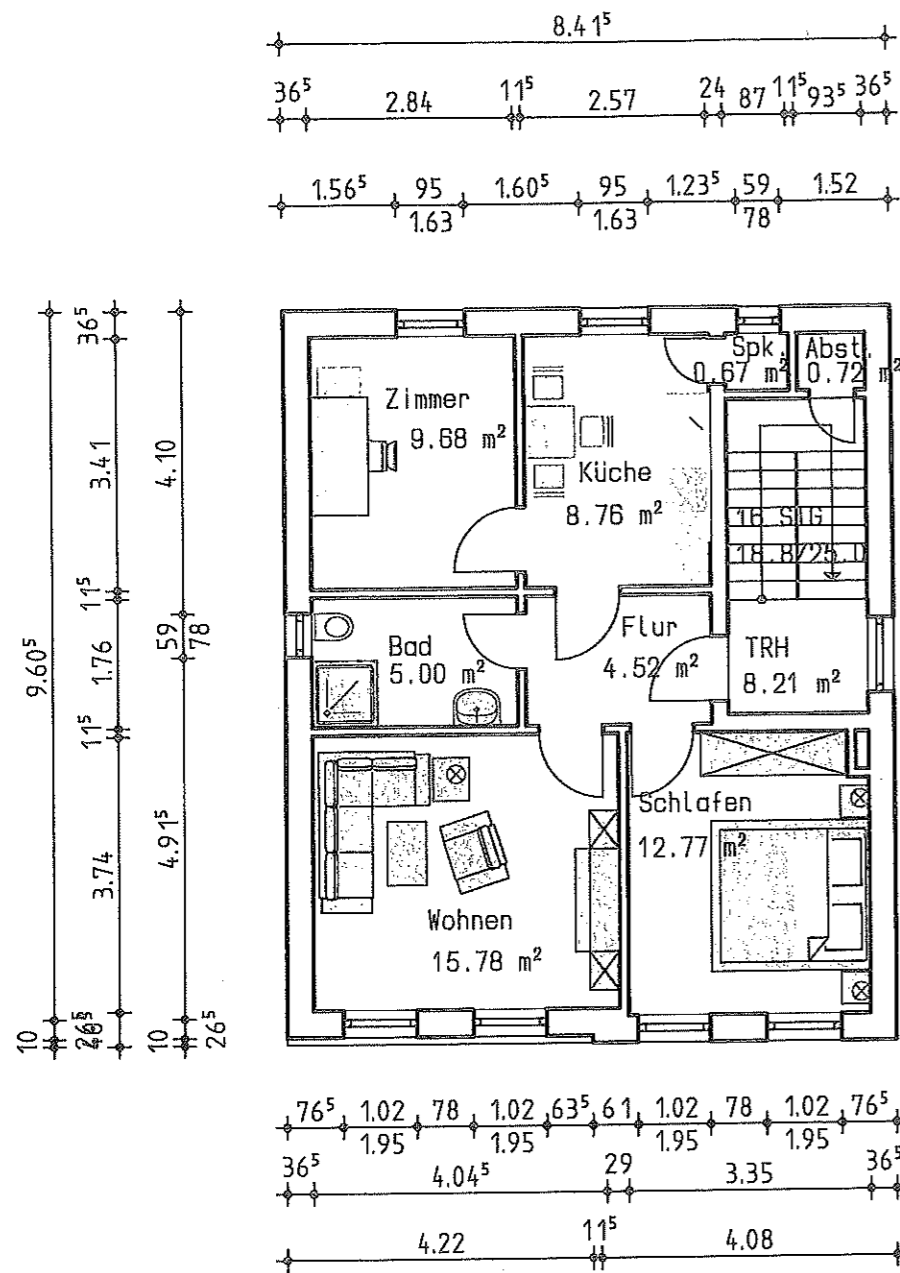 8.41⁵
36⁵ 2.84 11⁵ 2.57 24 87 11⁵ 93⁵ 36⁵
1.56⁵ 95 1.60⁵ 95 1.23⁵ 59 1.52
1.63 1.63 78
9.60⁵
10
36⁵
3.41
11⁵
1.76
11⁵
3.74
4.10
59
78
4.91⁵
10
26⁵
Zimmer
9.68 m²
Küche
8.76 m²
Spk.
0.67 m²
Abst.
0.72 m²
16 STG
18.8/25.0
Bad
5.00 m²
Flur
4.52 m²
TRH
8.21 m²
Wohnen
15.78 m²
Schlafen
12.77 m²
76⁵ 1.02 78 1.02 63⁵ 61 1.02 78 1.02 76⁵
1.95 1.95 1.95 1.95
36⁵ 4.04⁵ 29 3.35 36⁵
4.22 11⁵ 4.08